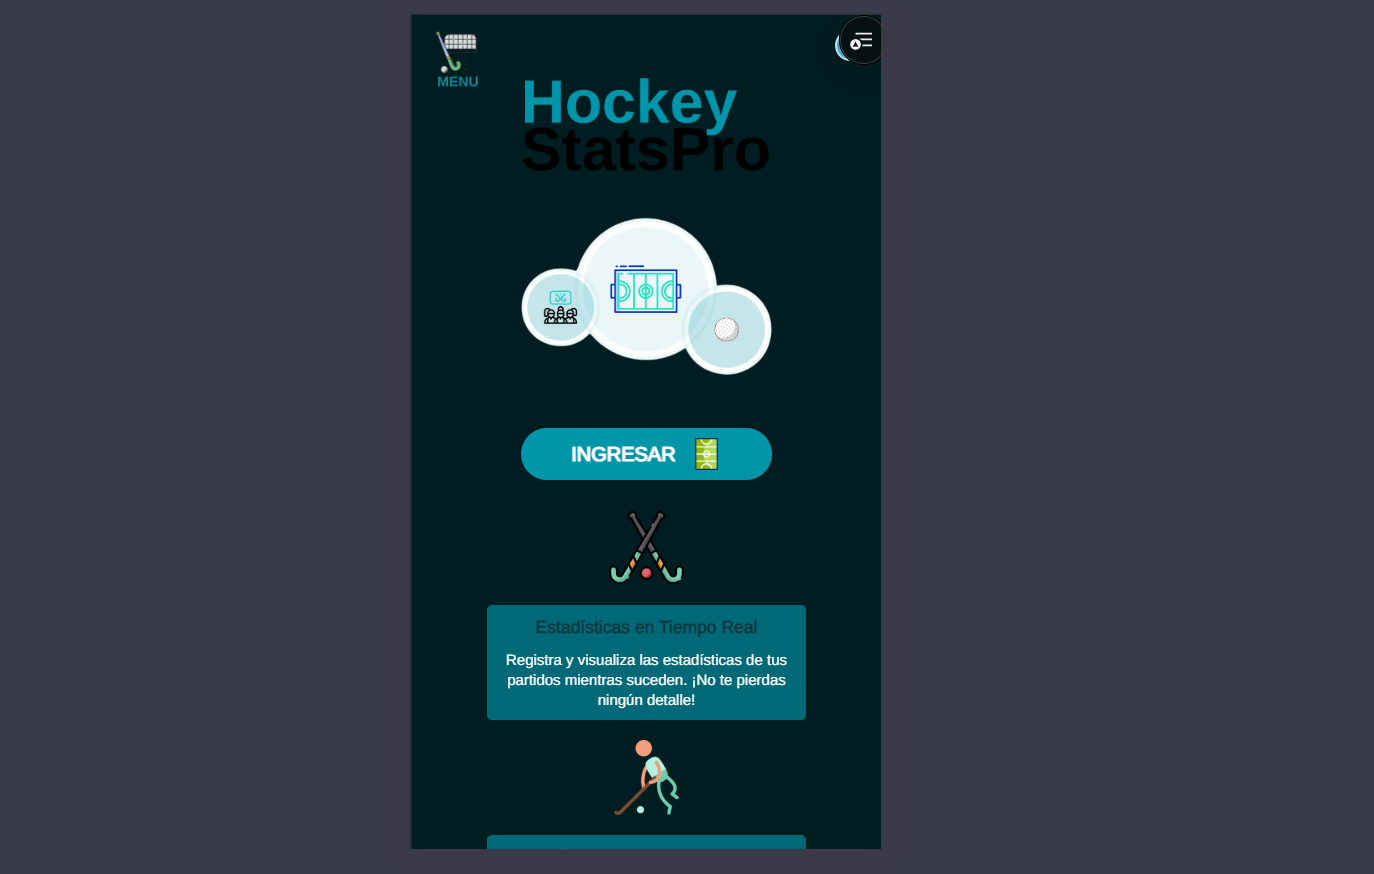 MENU
Hockey
StatsPro
INGRESAR
Estadísticas en Tiempo Real
Registra y visualiza las estadísticas de tus
partidos mientras suceden. ¡No te pierdas
ningún detalle!